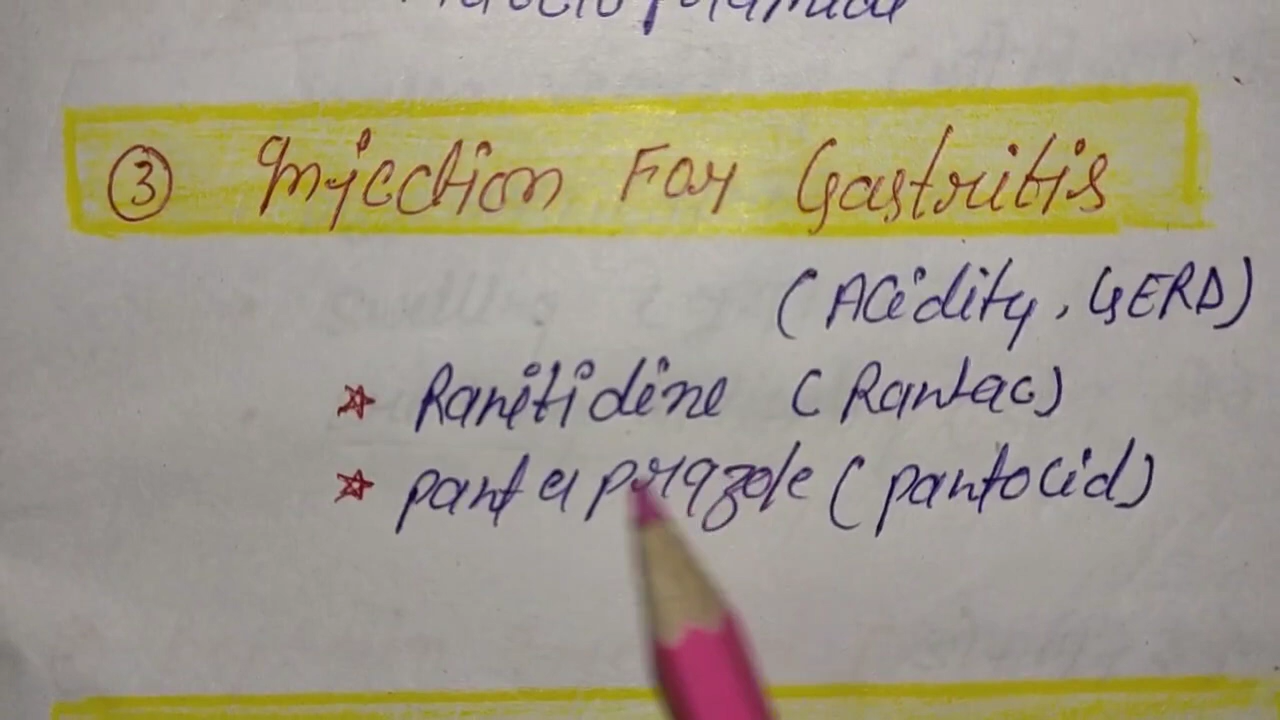 ③ Injection For Gastritis
(Acidity, GERD)
☆ Ranitidine (Rantac)
☆ pantaprazole (pantocid)